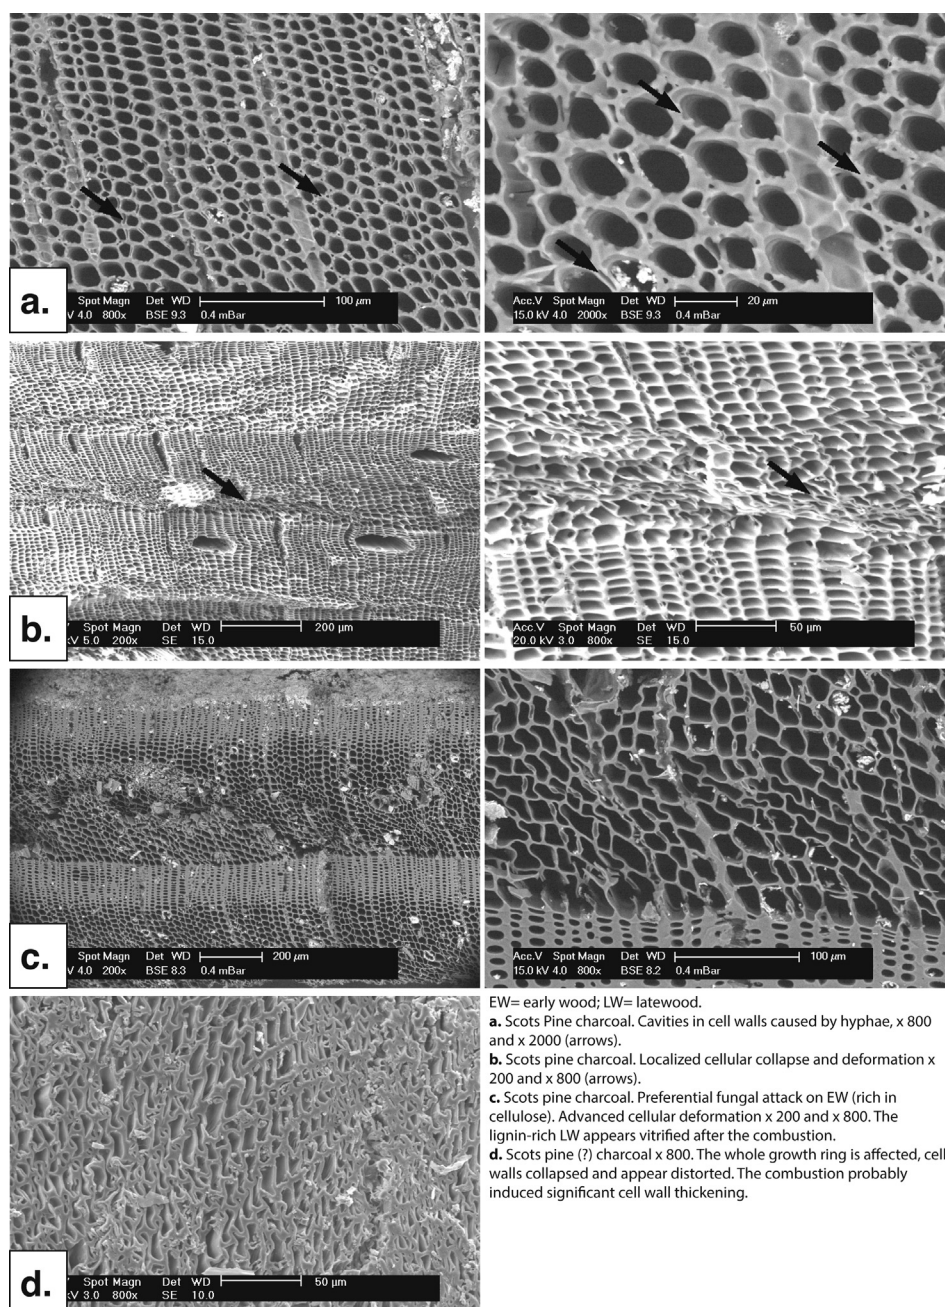 a.
Spot Magn Det WD 100 µm
V 4.0 800x BSE 9.3 0.4 mBar
Acc.V Spot Magn Det WD 20 µm
15.0 kV 4.0 2000x BSE 9.3 0.4 mBar
b.
Spot Magn Det WD 200 µm
kV 5.0 200x SE 15.0
Acc.V Spot Magn Det WD 50 µm
20.0 kV 3.0 800x SE 15.0
c.
Spot Magn Det WD 200 µm
V 4.0 200x BSE 8.3 0.4 mBar
Acc.V Spot Magn Det WD 100 µm
15.0 kV 4.0 800x BSE 8.2 0.4 mBar
d.
Spot Magn Det WD 50 µm
V 3.0 800x SE 10.0
EW= early wood; LW= latewood.
a. Scots Pine charcoal. Cavities in cell walls caused by hyphae, x 800
and x 2000 (arrows).
b. Scots pine charcoal. Localized cellular collapse and deformation x
200 and x 800 (arrows).
c. Scots pine charcoal. Preferential fungal attack on EW (rich in
cellulose). Advanced cellular deformation x 200 and x 800. The
lignin-rich LW appears vitrified after the combustion.
d. Scots pine (?) charcoal x 800. The whole growth ring is affected, cell
walls collapsed and appear distorted. The combustion probably
induced significant cell wall thickening.